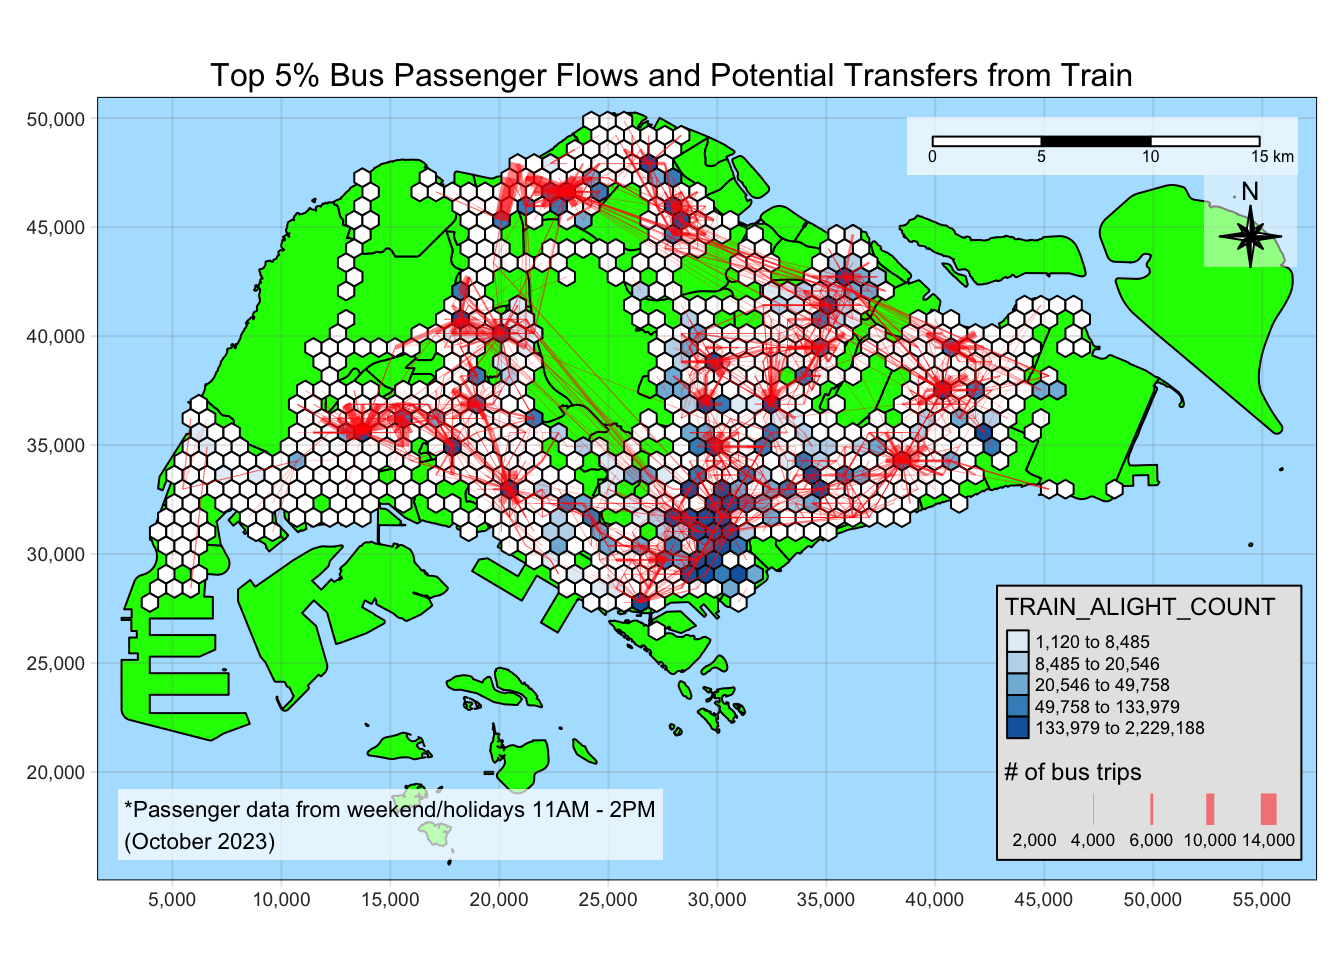 Top 5% Bus Passenger Flows and Potential Transfers from Train
50,000
45,000
40,000
35,000
30,000
25,000
20,000
0 5 10 15 km
N
TRAIN_ALIGHT_COUNT
1,120 to 8,485
8,485 to 20,546
20,546 to 49,758
49,758 to 133,979
133,979 to 2,229,188
# of bus trips
2,000 4,000 6,000 10,000 14,000
*Passenger data from weekend/holidays 11AM - 2PM
(October 2023)
5,000 10,000 15,000 20,000 25,000 30,000 35,000 40,000 45,000 50,000 55,000